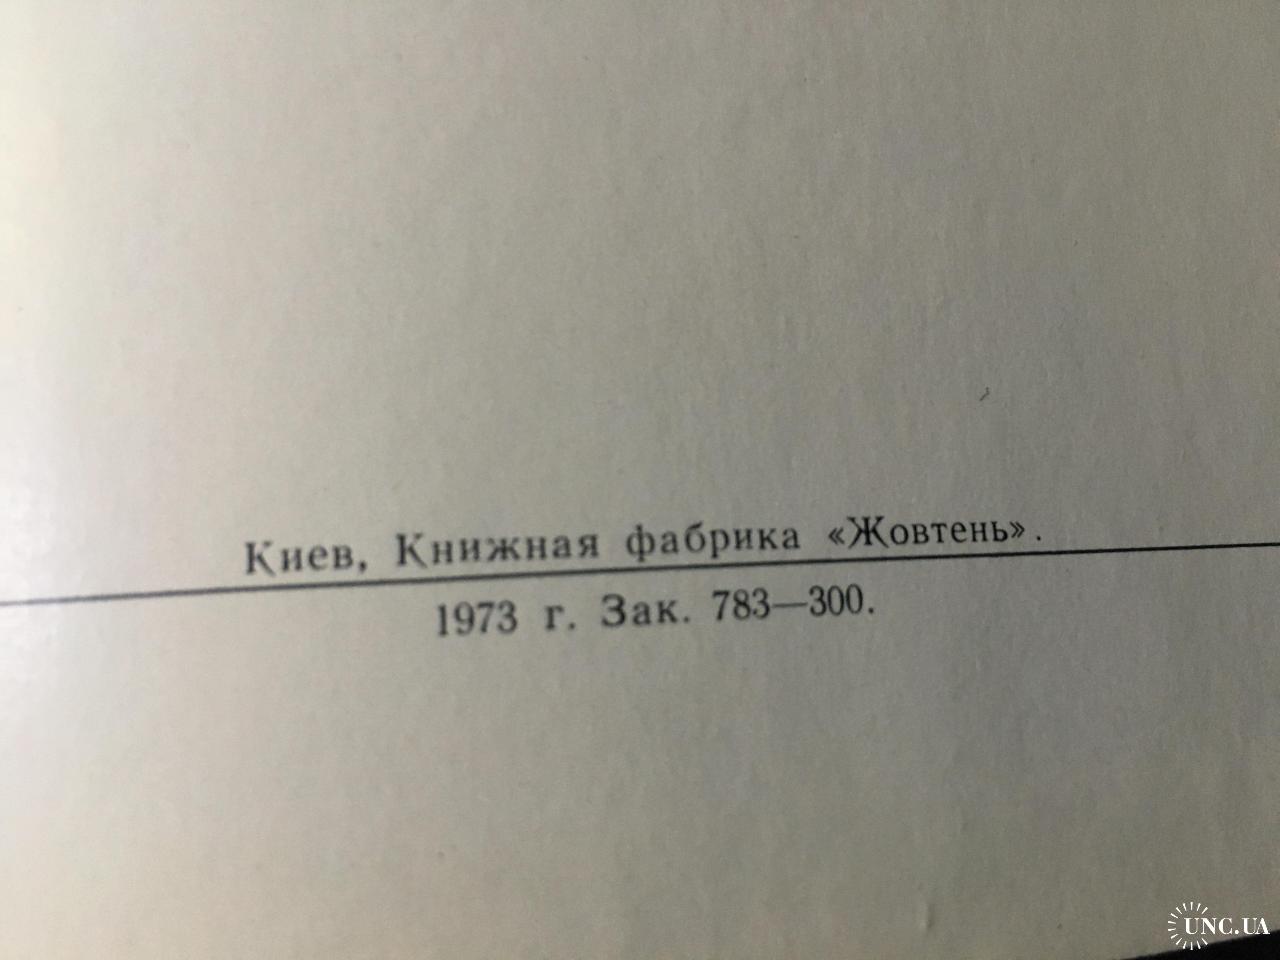 Киев, Книжная фабрика «Жовтень».
1973 г. Зак. 783—300.
UNC.UA